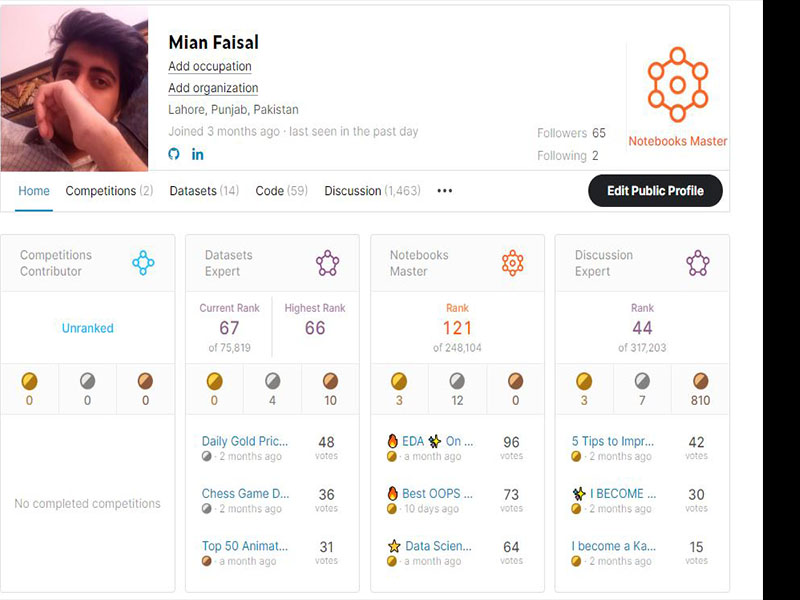 Mian Faisal
Add occupation
Add organization
Lahore, Punjab, Pakistan
Joined 3 months ago · last seen in the past day
Followers 65
Following 2
Notebooks Master
Home Competitions (2) Datasets (14) Code (59) Discussion (1,463) •••
Edit Public Profile
Competitions
Contributor
Unranked
0 0 0
No completed competitions
Datasets
Expert
Current Rank Highest Rank
67 66
of 75,819
0 4 10
Daily Gold Pric... 48
· 2 months ago votes
Chess Game D... 36
· 2 months ago votes
Top 50 Animat... 31
· a month ago votes
Notebooks
Master
Rank
121
of 248,104
3 12 0
🔥 EDA ✨ On ... 96
· a month ago votes
🔥 Best OOPS ... 73
· 10 days ago votes
⭐ Data Scien... 64
· a month ago votes
Discussion
Expert
Rank
44
of 317,203
3 7 810
5 Tips to Impr... 42
· 2 months ago votes
✨ I BECOME ... 30
· 2 months ago votes
I become a Ka... 15
· 2 months ago votes